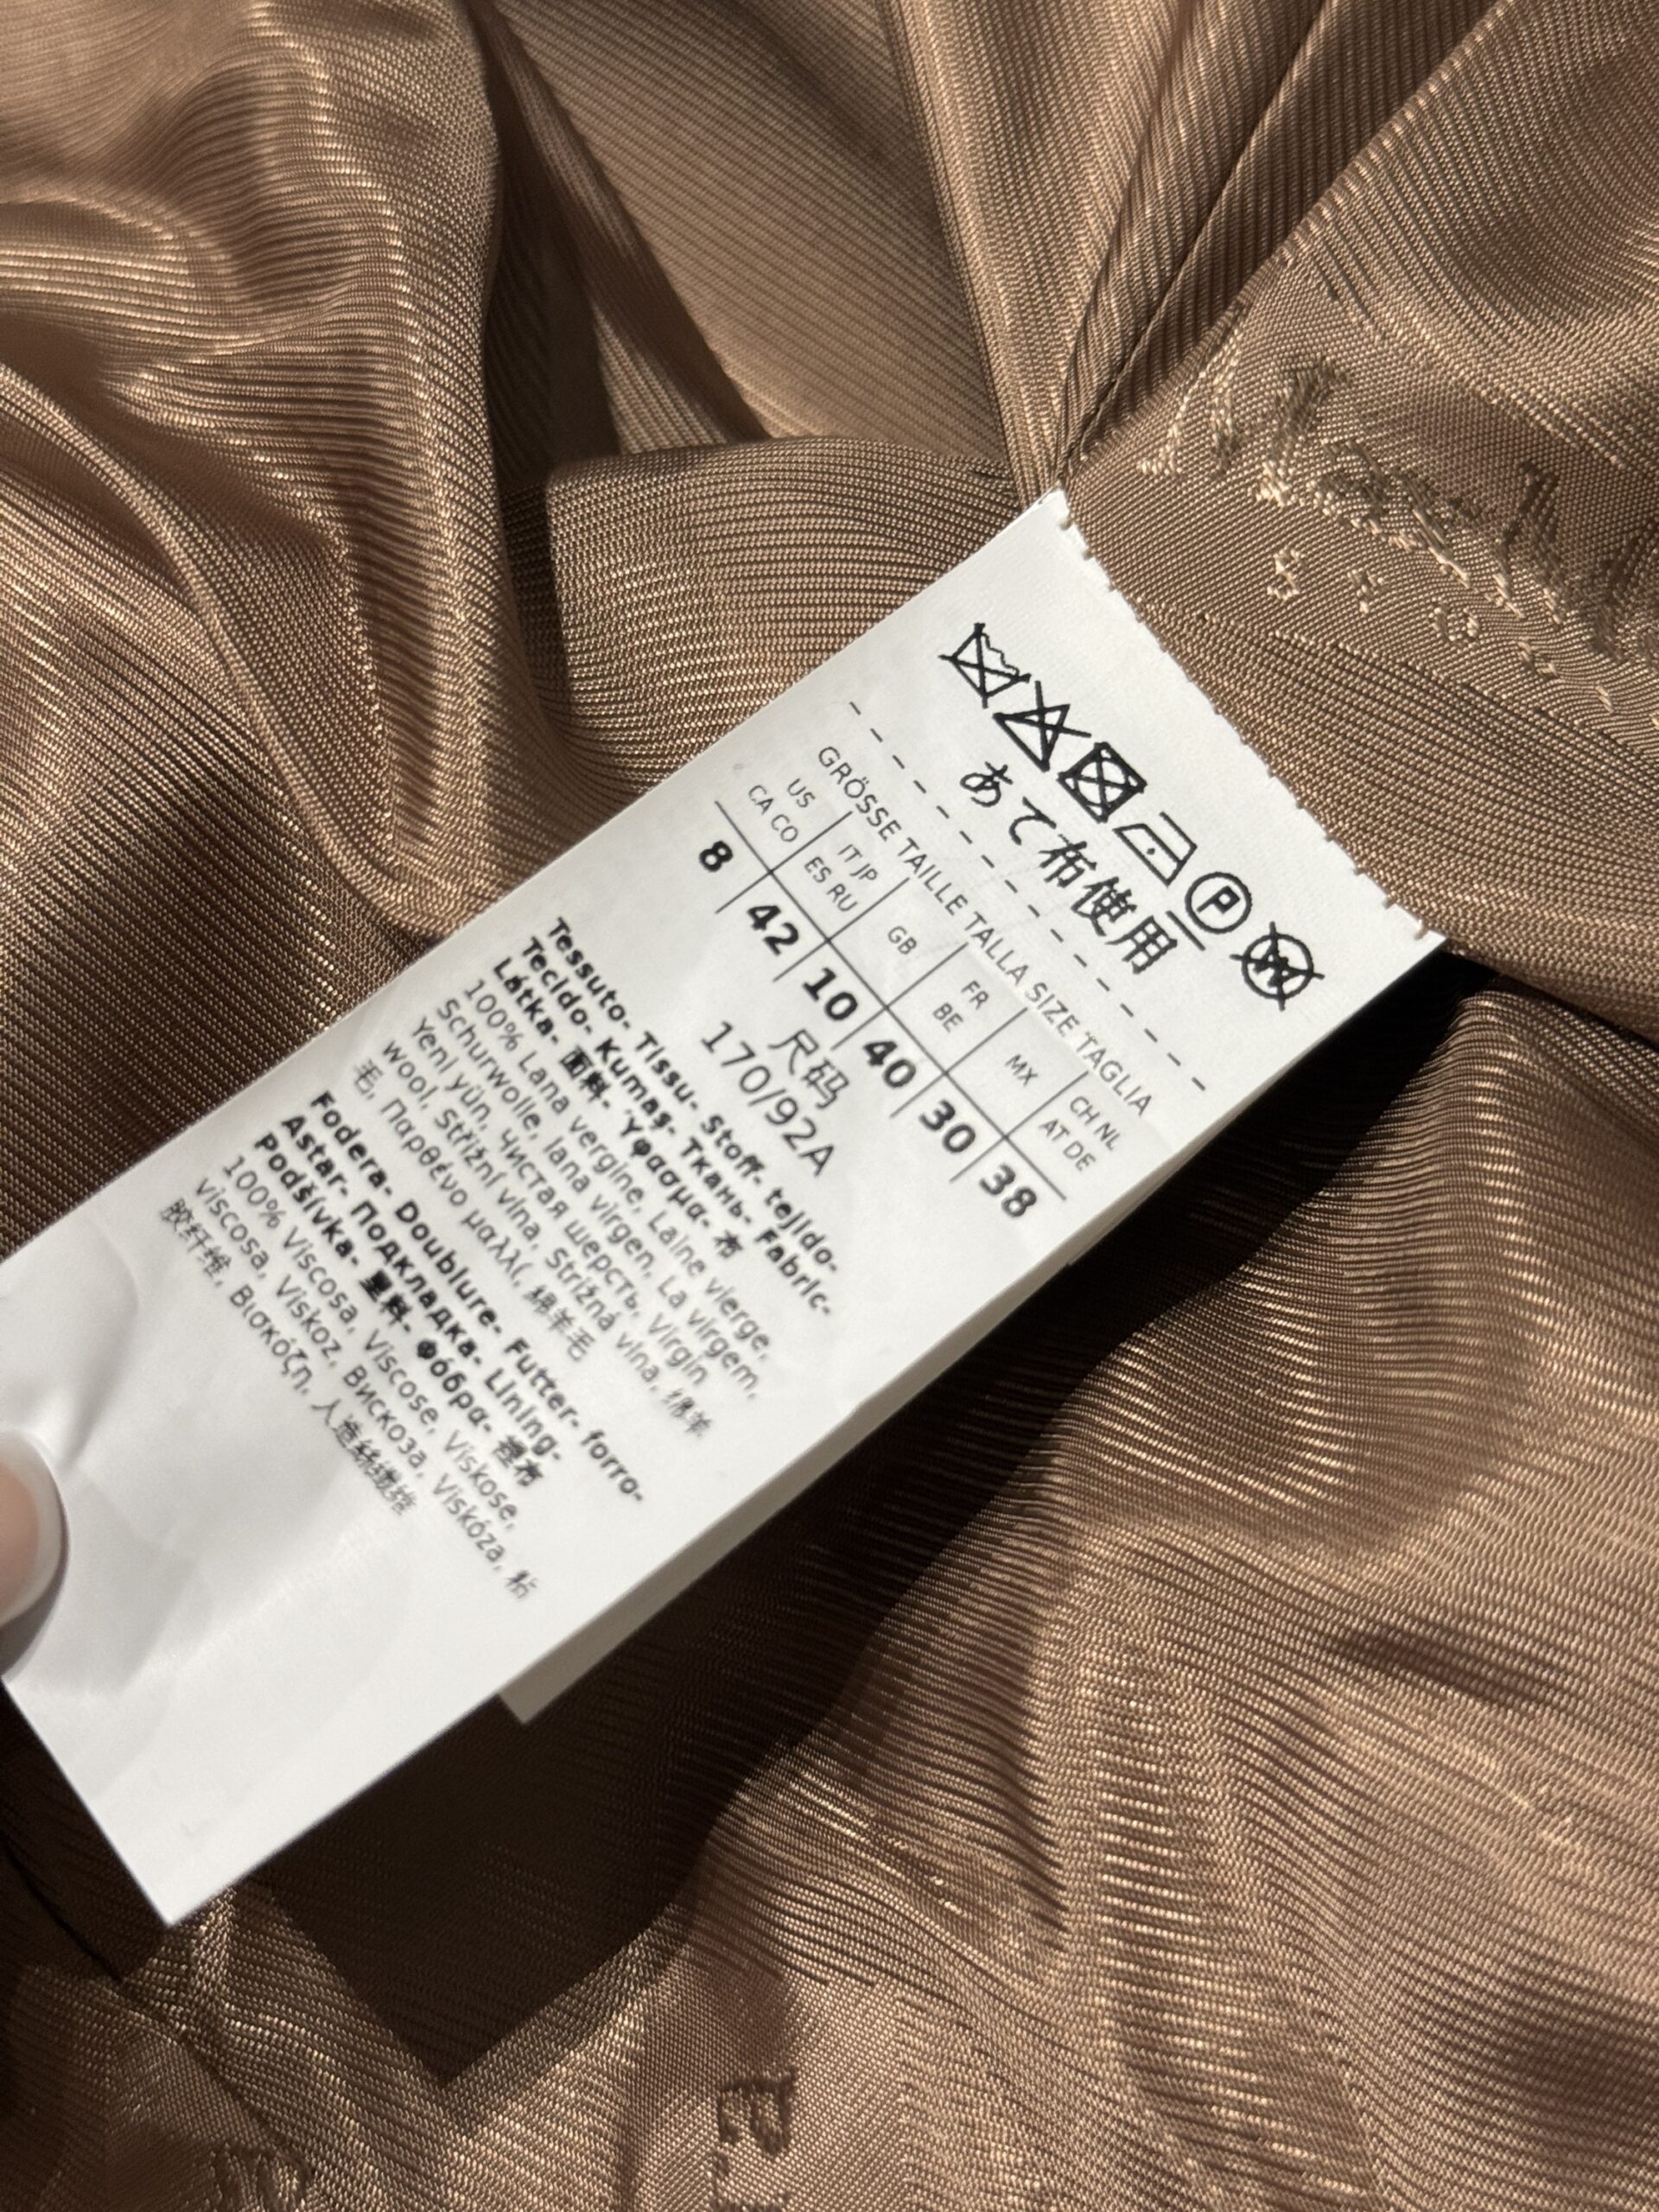 P
W
あて布使用
GRÖSSE TAILLE TALLA SIZE TAGLIA
US IT JP GB FR MX CH NL
CA CO ES RU BE AT DE
8 42 10 40 30 38
尺码
170/92A
Tessuto- Tissu- Stoff- tejido-
Tecido- Kumaş- Ткань- Fabric-
Látka- 面料- Ύφασμα- 布
100% Lana vergine, Laine vierge,
Schurwolle, lana virgen, Lã virgem,
Yeni yün, чистая шерсть, Virgin
wool, Střižní vlna, Strižná vlna, 绵羊
毛, Παρθένο μαλλί, 綿羊毛
Fodera- Doublure- Futter- forro-
Astar- Подкладка- Lining-
Podšívka- 里料- Φόδρα- 裡布
100% Viscosa, Viscose, Viskose,
viscosa, Viskoz, Вискоза, Viskóza, 粘
胶纤维, Βισκόζη, 人造絲纖維